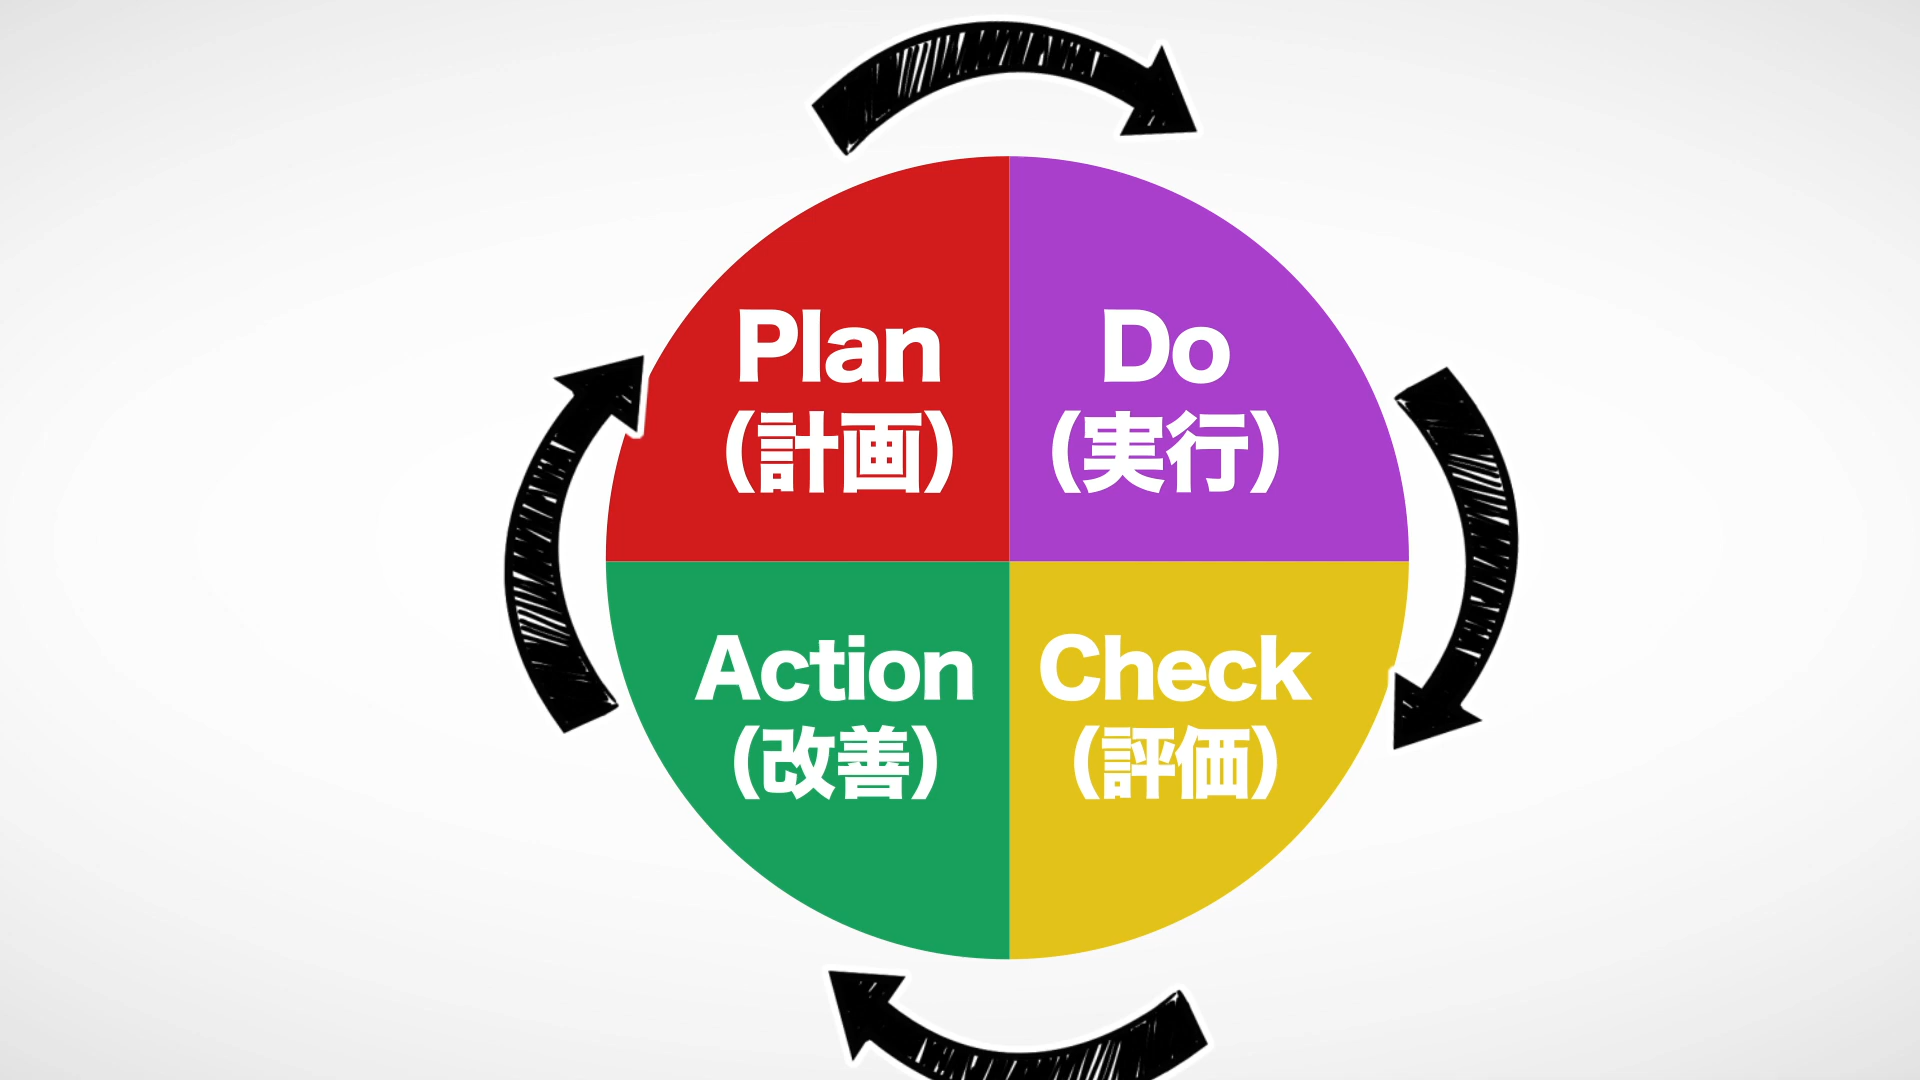 Plan
（計画）
Do
（実行）
Action
（改善）
Check
（評価）